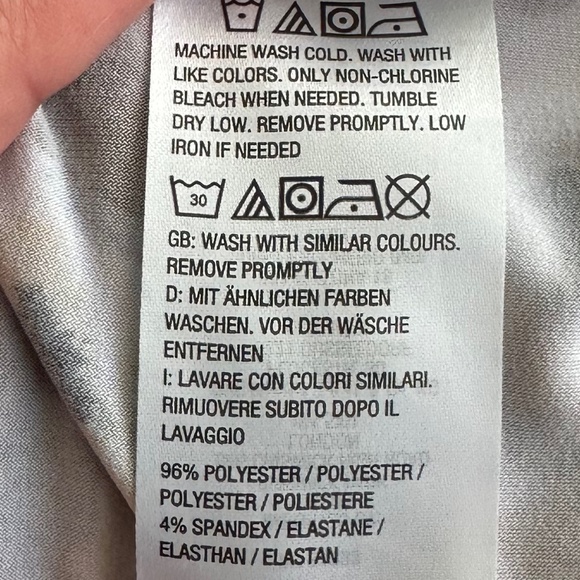 MACHINE WASH COLD. WASH WITH
LIKE COLORS. ONLY NON-CHLORINE
BLEACH WHEN NEEDED. TUMBLE
DRY LOW. REMOVE PROMPTLY. LOW
IRON IF NEEDED
30
GB: WASH WITH SIMILAR COLOURS.
REMOVE PROMPTLY
D: MIT ÄHNLICHEN FARBEN
WASCHEN. VOR DER WÄSCHE
ENTFERNEN
I: LAVARE CON COLORI SIMILARI.
RIMUOVERE SUBITO DOPO IL
LAVAGGIO
96% POLYESTER / POLYESTER /
POLYESTER / POLIESTERE
4% SPANDEX / ELASTANE /
ELASTHAN / ELASTAN